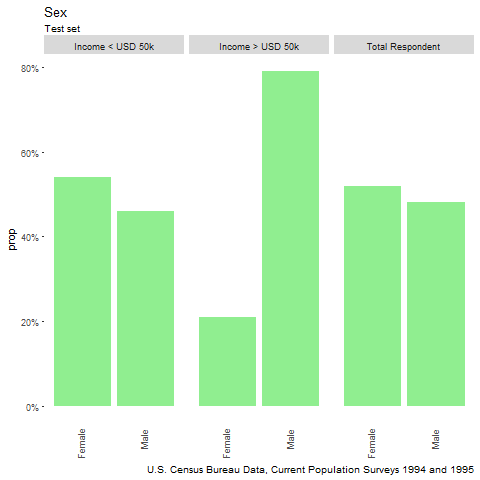 Sex
Test set
Income < USD 50k
Income > USD 50k
Total Respondent
80%
60%
40%
20%
0%
prop
Female
Male
Female
Male
Female
Male
U.S. Census Bureau Data, Current Population Surveys 1994 and 1995